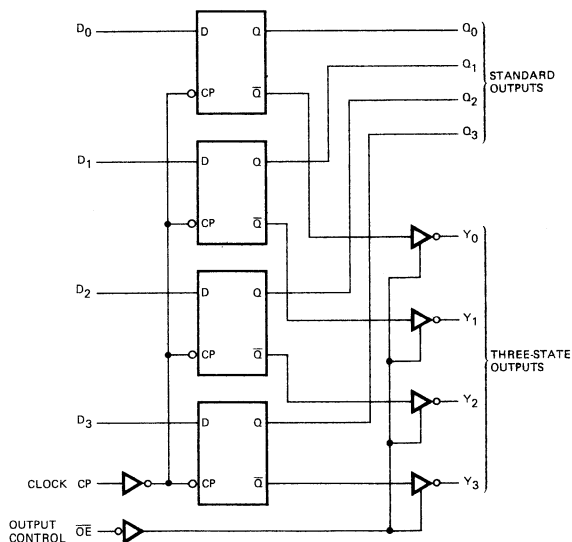 D0
D Q
Q0
Q1
STANDARD
OUTPUTS
CP Q̅
Q2
Q3
D1
D Q
CP Q̅
Y0
D2
D Q
Y1
CP Q̅
THREE-STATE
OUTPUTS
Y2
D3
D Q
CLOCK CP
CP Q̅
Y3
OUTPUT
CONTROL O̅E̅